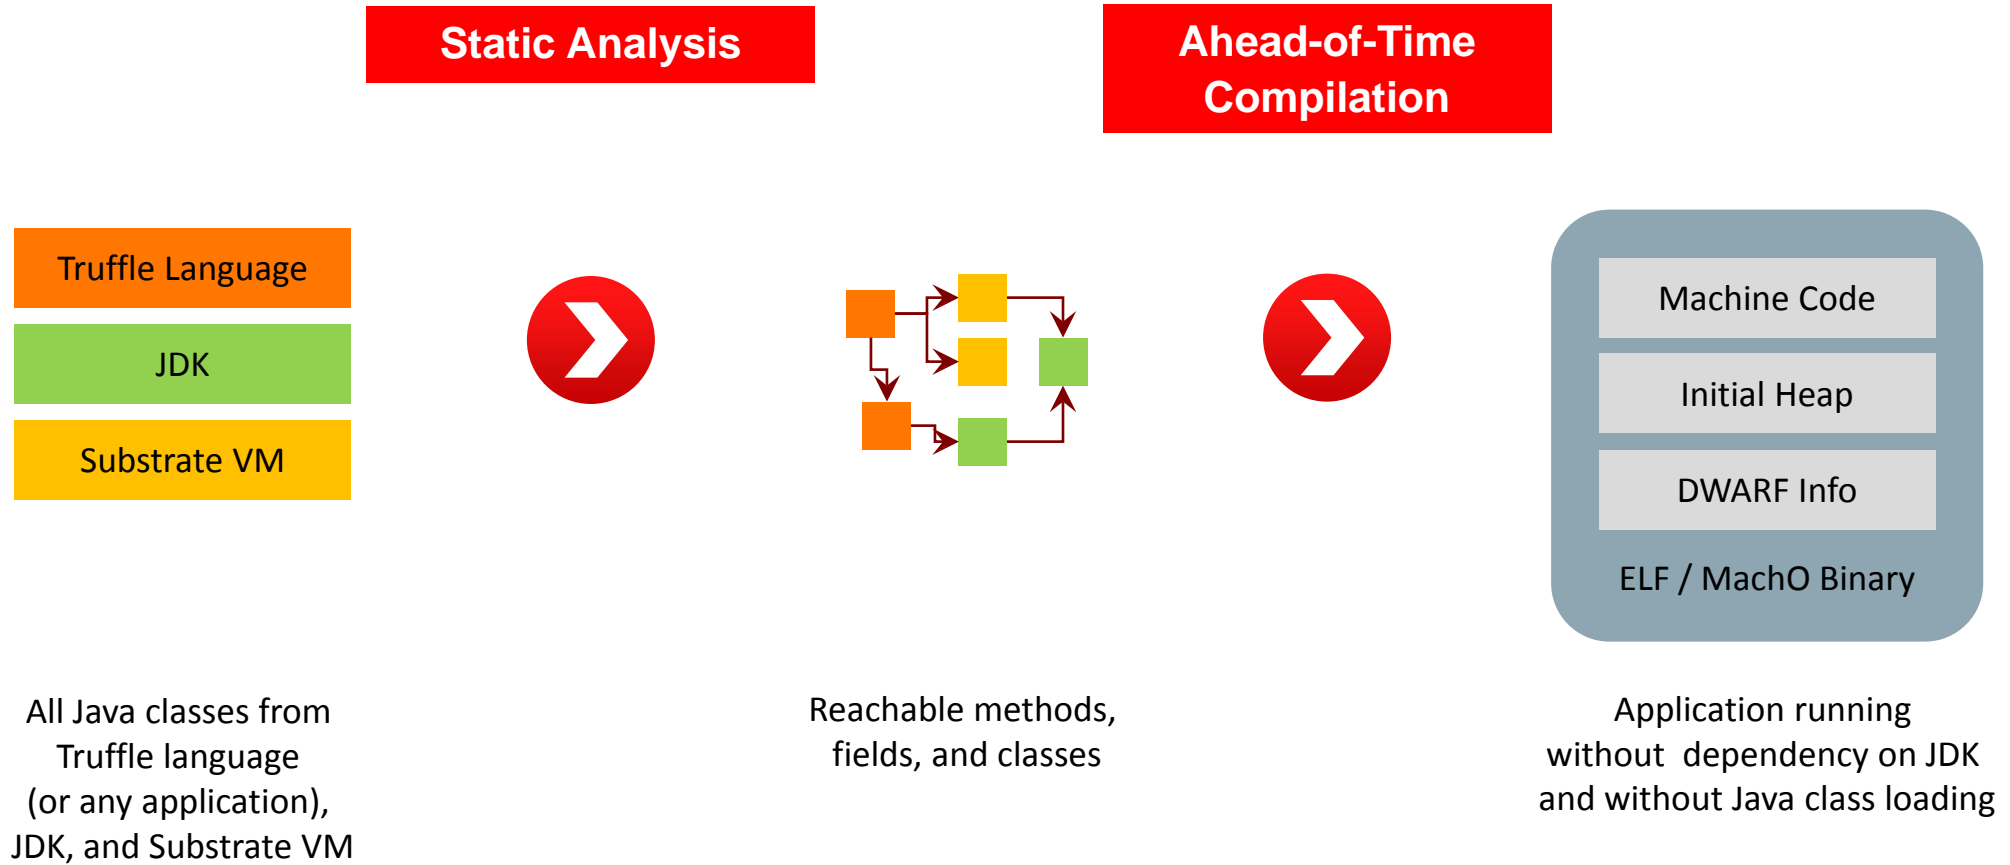 Static Analysis
Ahead-of-Time
Compilation
Truffle Language
JDK
Substrate VM
Machine Code
Initial Heap
DWARF Info
ELF / MachO Binary
All Java classes from
Truffle language
(or any application),
JDK, and Substrate VM
Reachable methods,
fields, and classes
Application running
without dependency on JDK
and without Java class loading